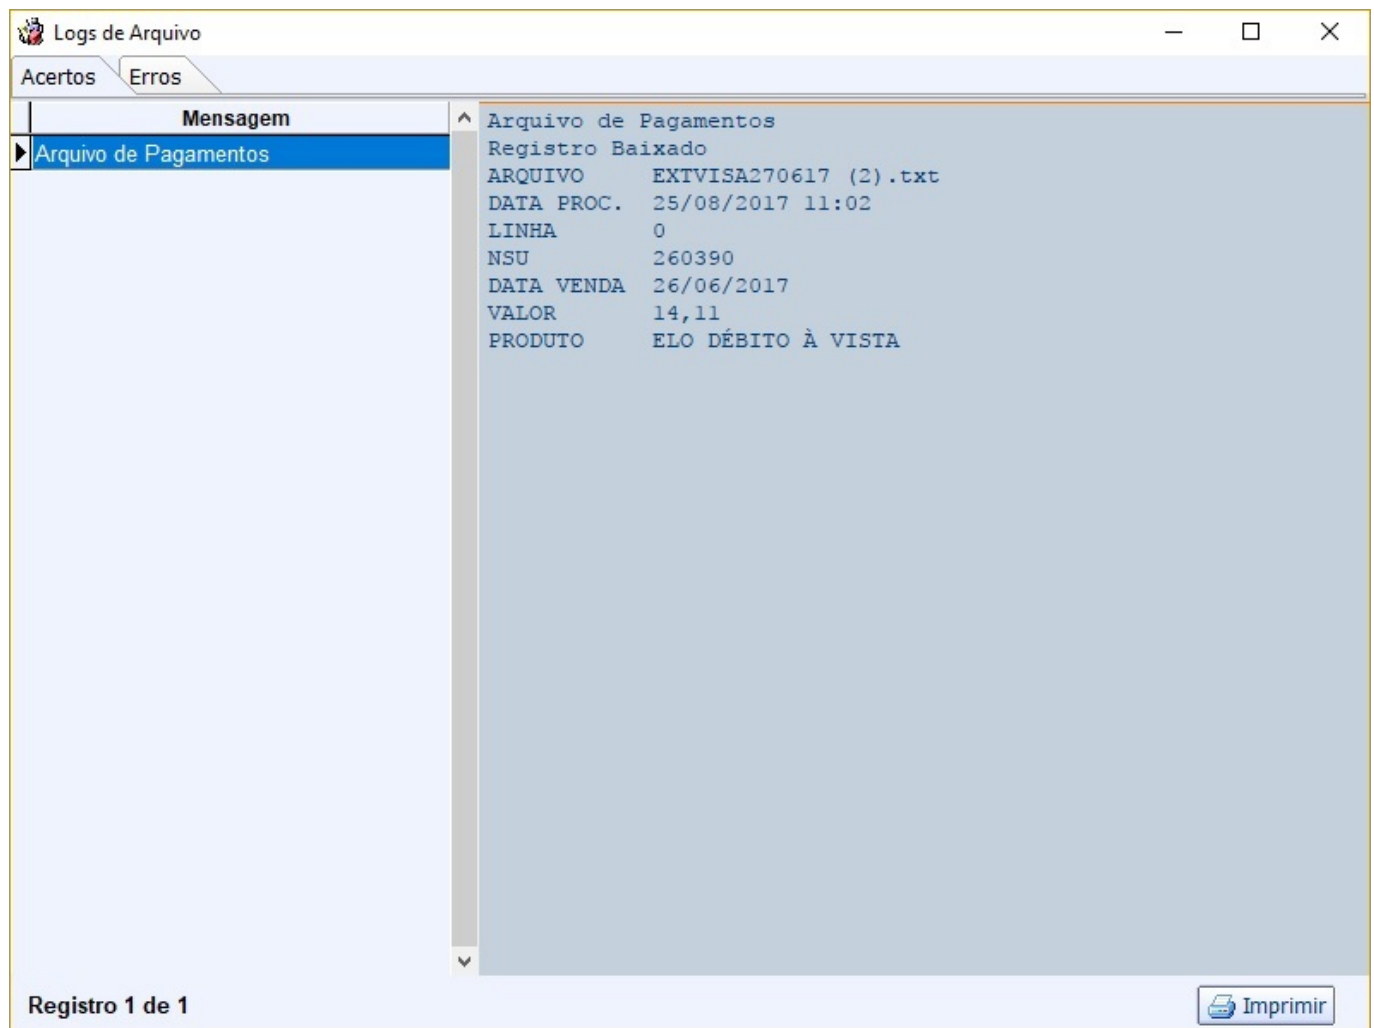 Logs de Arquivo
Acertos Erros
Mensagem
Arquivo de Pagamentos
Arquivo de Pagamentos
Registro Baixado
ARQUIVO EXTVISA270617 (2).txt
DATA PROC. 25/08/2017 11:02
LINHA 0
NSU 260390
DATA VENDA 26/06/2017
VALOR 14,11
PRODUTO ELO DÉBITO À VISTA
Registro 1 de 1
Imprimir